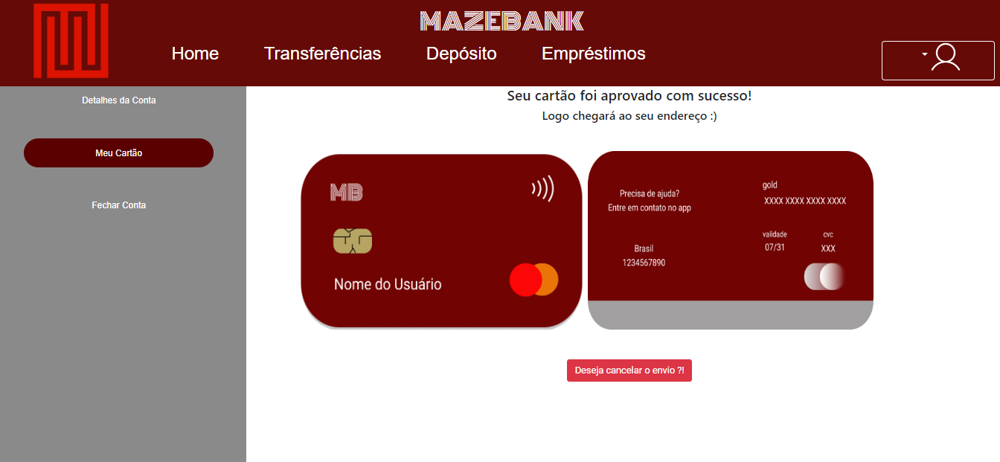 MAZEBANK
Home Transferências Depósito Empréstimos
Detalhes da Conta
Meu Cartão
Fechar Conta
Seu cartão foi aprovado com sucesso!
Logo chegará ao seu endereço :)
MB
Nome do Usuário
Precisa de ajuda?
Entre em contato no app
Brasil
1234567890
gold
XXXX XXXX XXXX XXXX
validade cvc
07/31 XXX
Deseja cancelar o envio ?!